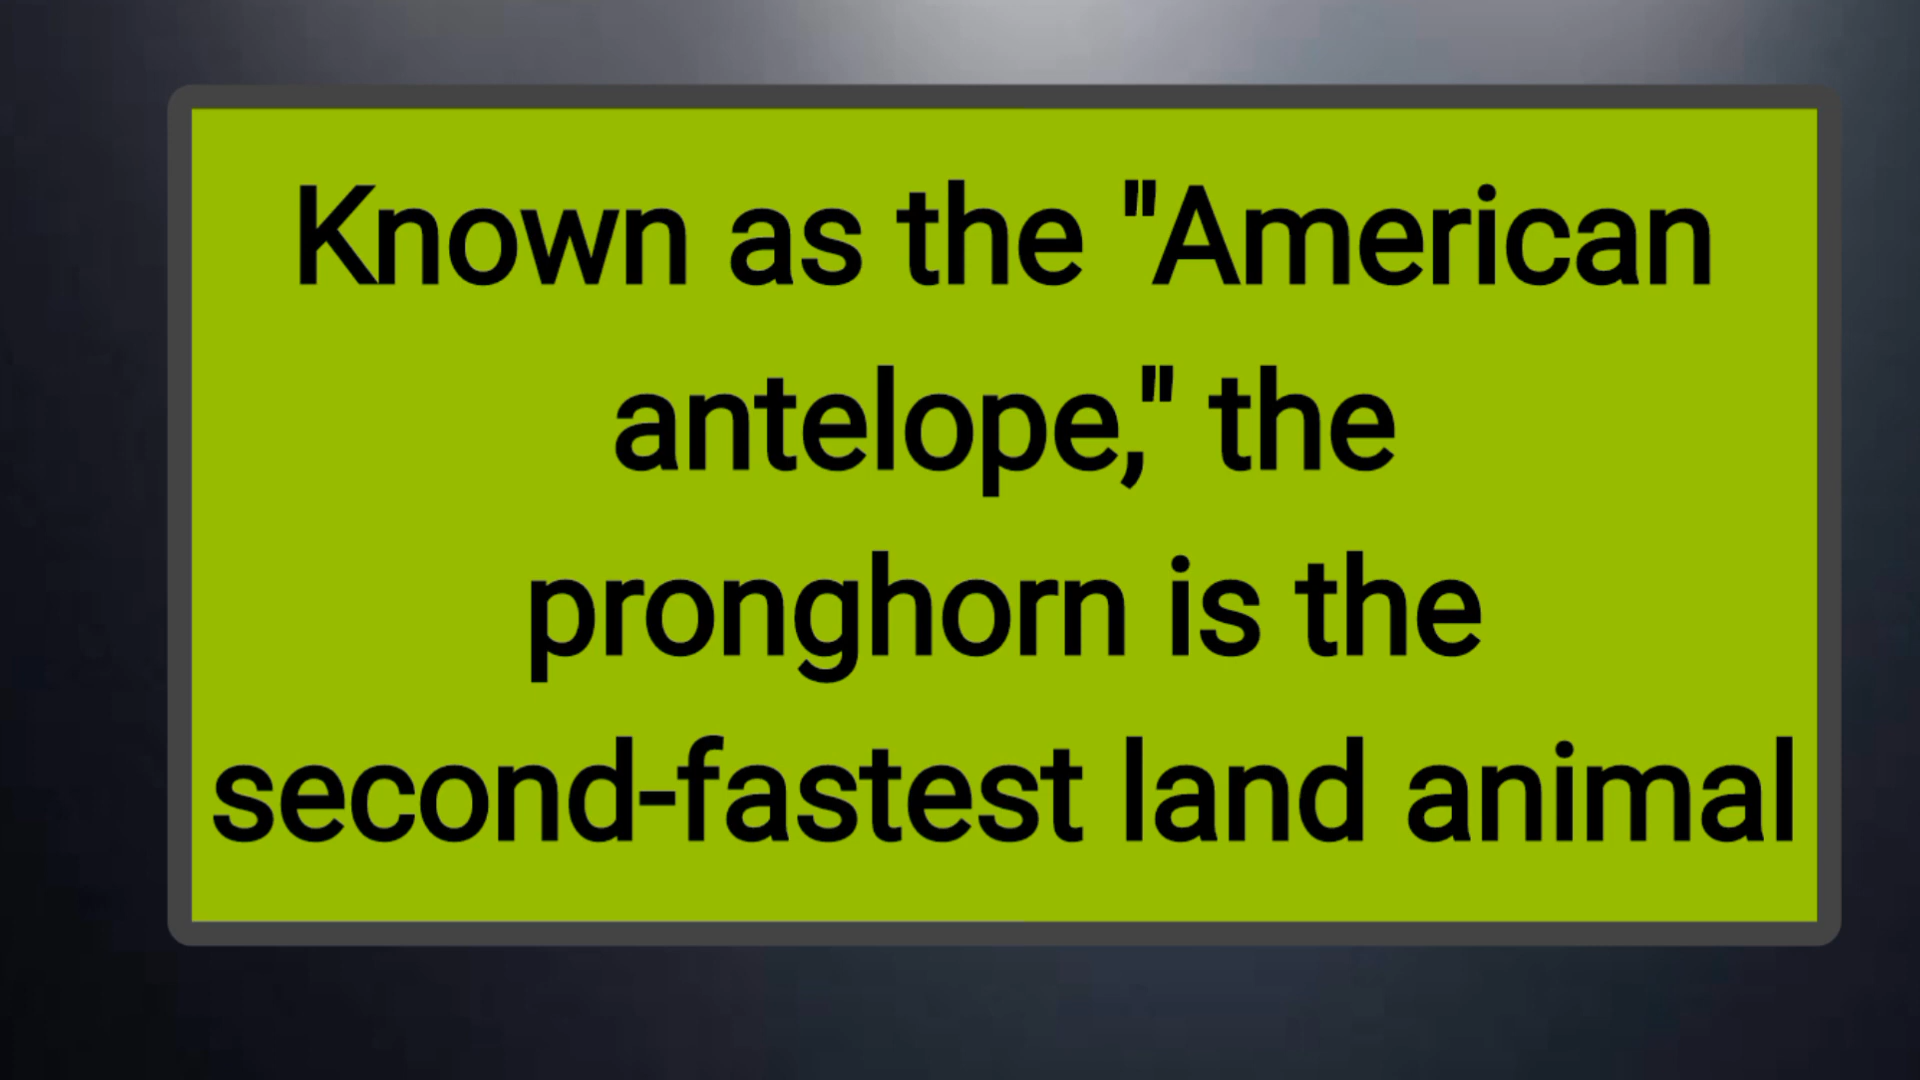 Known as the "American
antelope," the
pronghorn is the
second-fastest land animal